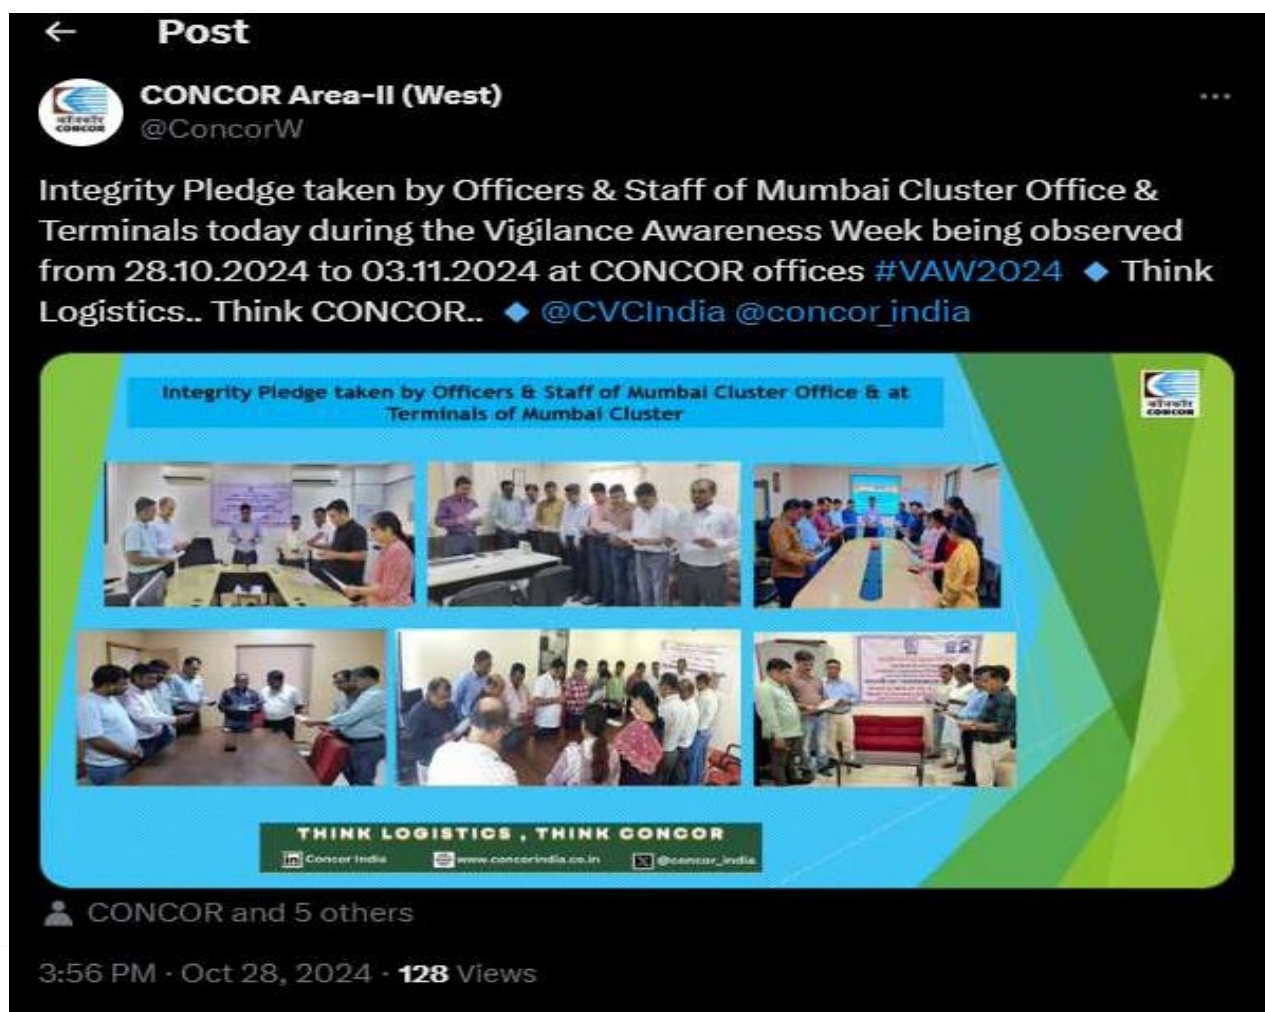 ← Post
CONCOR Area-II (West)
@ConcorW
Integrity Pledge taken by Officers & Staff of Mumbai Cluster Office &
Terminals today during the Vigilance Awareness Week being observed
from 28.10.2024 to 03.11.2024 at CONCOR offices #VAW2024 🔹 Think
Logistics.. Think CONCOR.. 🔹 @CVCIndia @concor_india
Integrity Pledge taken by Officers & Staff of Mumbai Cluster Office & at
Terminals of Mumbai Cluster
कॉनकॉर
CONCOR
THINK LOGISTICS , THINK CONCOR
in Concor India www.concorindia.co.in X @concor_india
CONCOR and 5 others
3:56 PM · Oct 28, 2024 · 128 Views